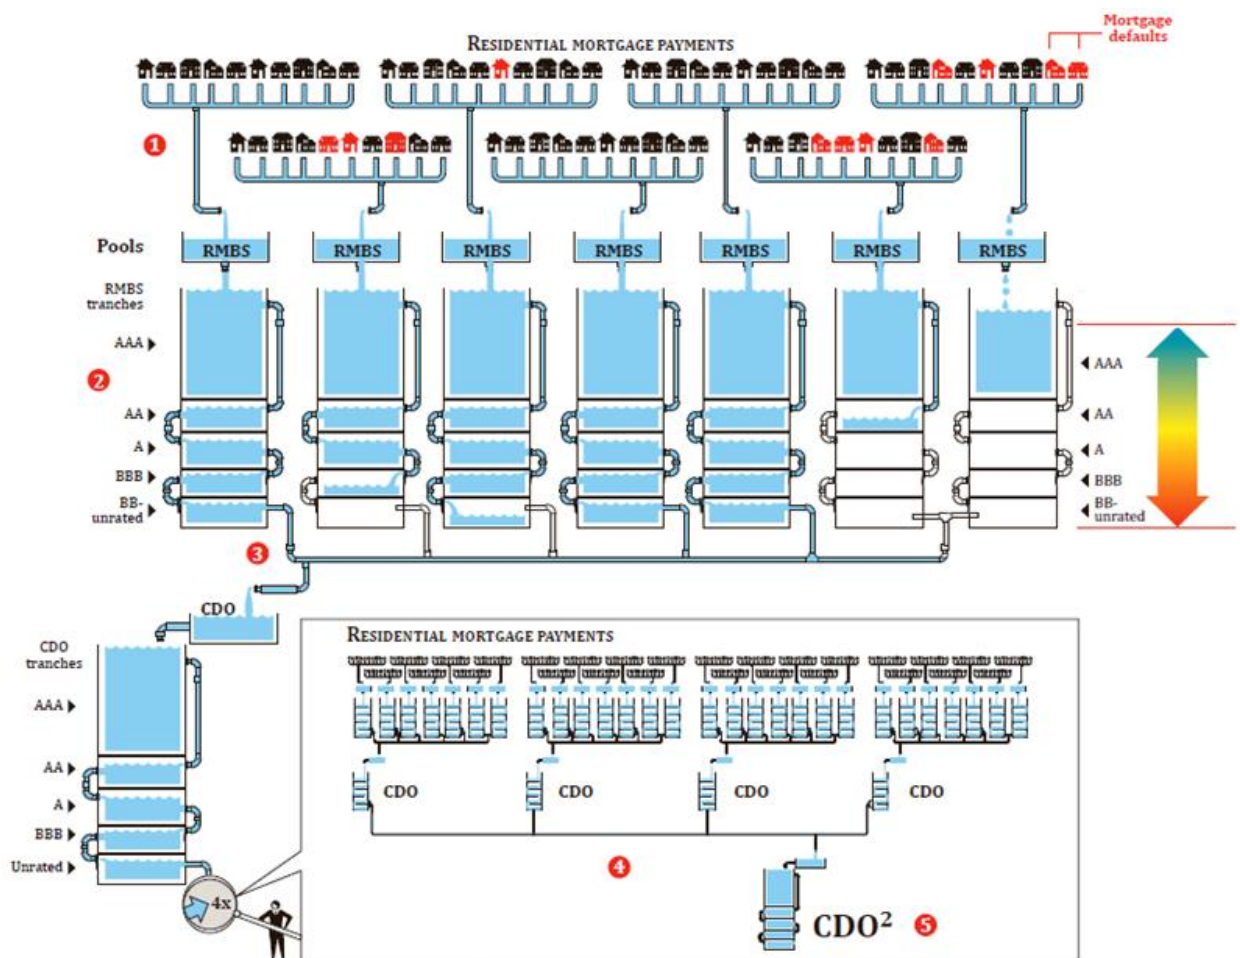 Mortgage
defaults
RESIDENTIAL MORTGAGE PAYMENTS
1
Pools
RMBS
RMBS
RMBS
RMBS
RMBS
RMBS
RMBS
RMBS
tranches
AAA
AAA
2
AA
AA
A
A
BBB
BBB
BB-
unrated
BB-
unrated
3
CDO
CDO
tranches
RESIDENTIAL MORTGAGE PAYMENTS
AAA
AA
A
BBB
Unrated
4x
CDO
CDO
CDO
CDO
4
CDO²
5